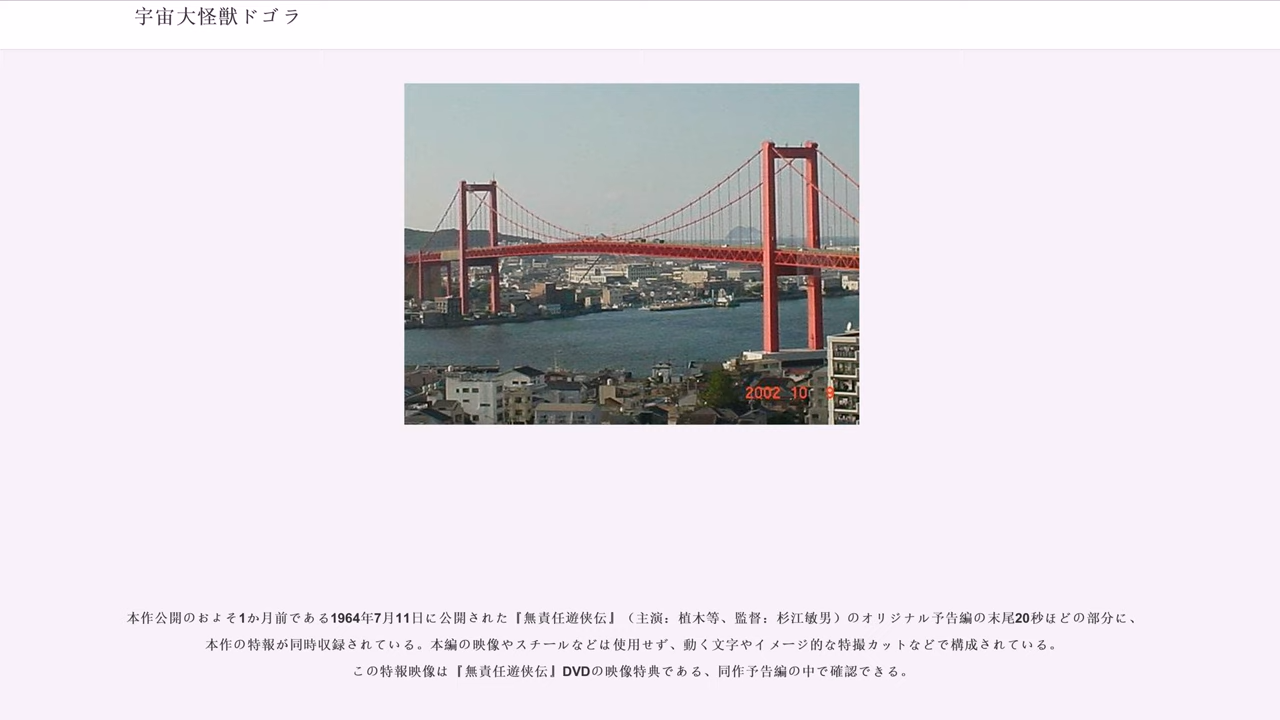 宇宙大怪獣ドゴラ
2002 10 8
本作公開のおよそ1か月前である1964年7月11日に公開された『無責任遊侠伝』（主演：植木等、監督：杉江敏男）のオリジナル予告編の末尾20秒ほどの部分に、
本作の特報が同時収録されている。本編の映像やスチールなどは使用せず、動く文字やイメージ的な特撮カットなどで構成されている。
この特報映像は『無責任遊侠伝』DVDの映像特典である、同作予告編の中で確認できる。